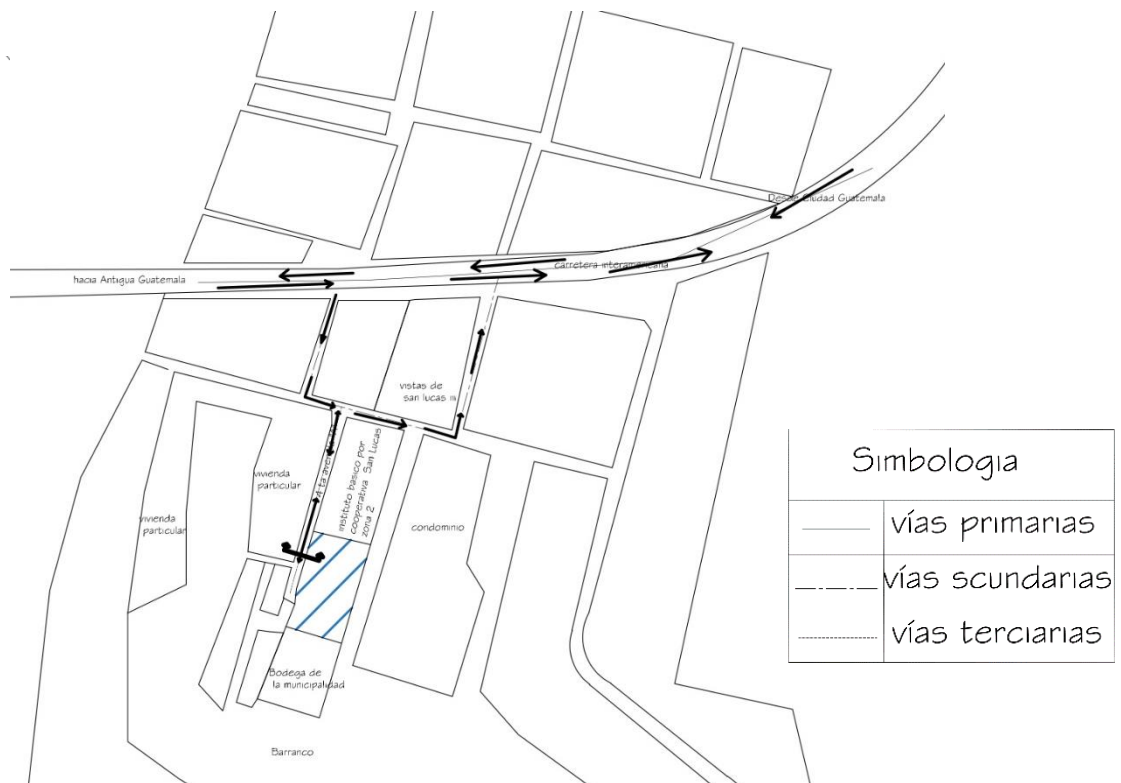 Desde Ciudad Guatemala
carretera interamericana
hacia Antigua Guatemala
vistas de
san lucas III
4 ta avenida
instituto basico por
cooperativa San Lucas
zona 2
vivienda
particular
vivienda
particular
condominio
Bodega de
la municipalidad
Barranco
Simbologia
vías primarias
vías scundarias
vías terciarias